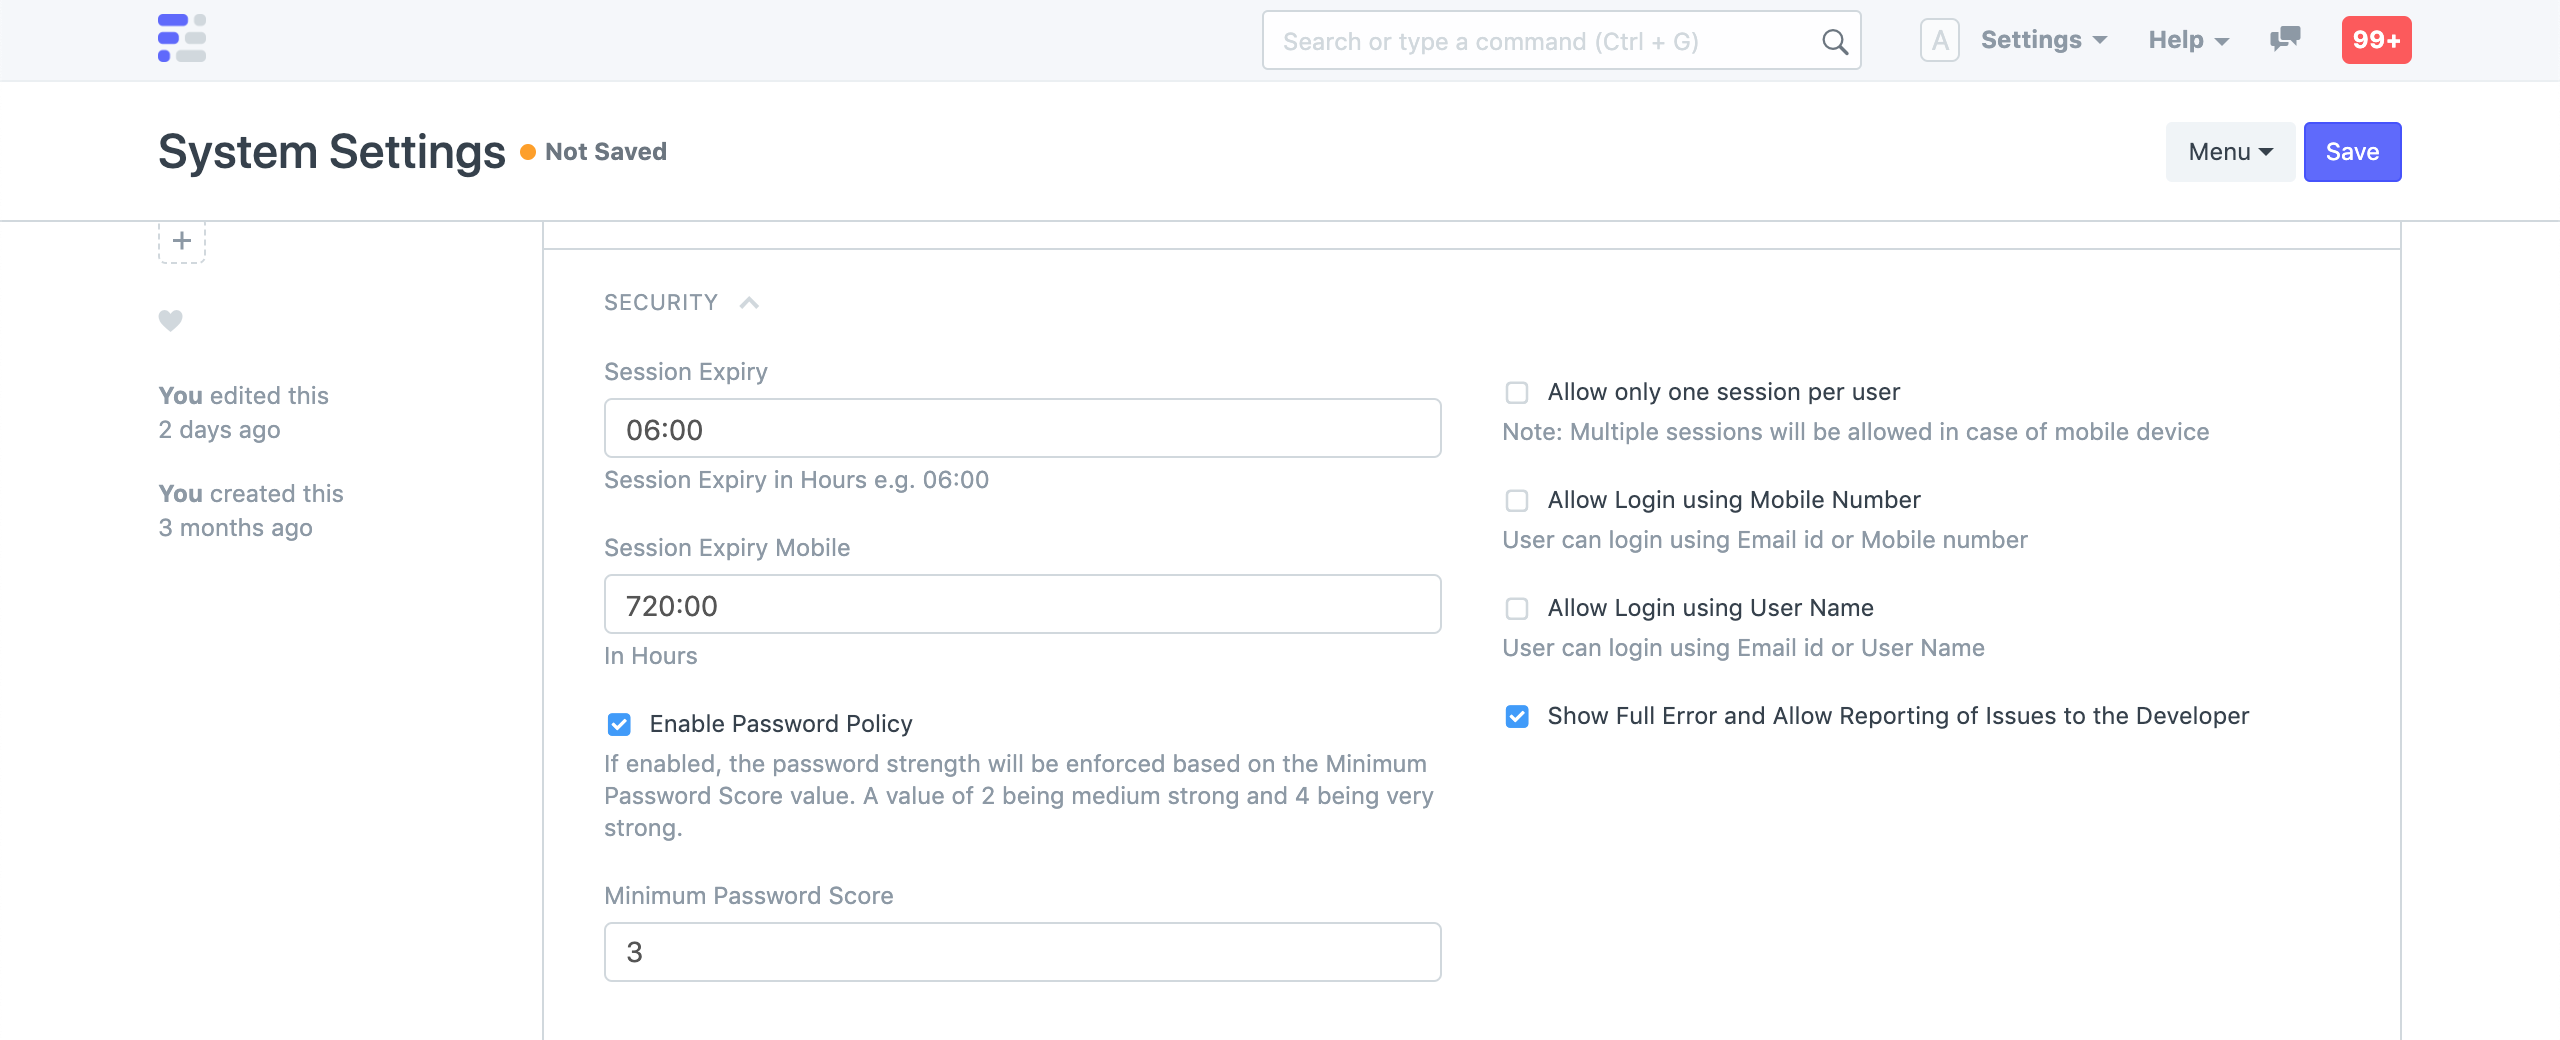 Search or type a command (Ctrl + G)
A
Settings
Help
99+
System Settings
Not Saved
Menu
Save
+
You edited this
2 days ago
You created this
3 months ago
SECURITY
Session Expiry
06:00
Session Expiry in Hours e.g. 06:00
Session Expiry Mobile
720:00
In Hours
Enable Password Policy
If enabled, the password strength will be enforced based on the Minimum
Password Score value. A value of 2 being medium strong and 4 being very
strong.
Minimum Password Score
3
Allow only one session per user
Note: Multiple sessions will be allowed in case of mobile device
Allow Login using Mobile Number
User can login using Email id or Mobile number
Allow Login using User Name
User can login using Email id or User Name
Show Full Error and Allow Reporting of Issues to the Developer